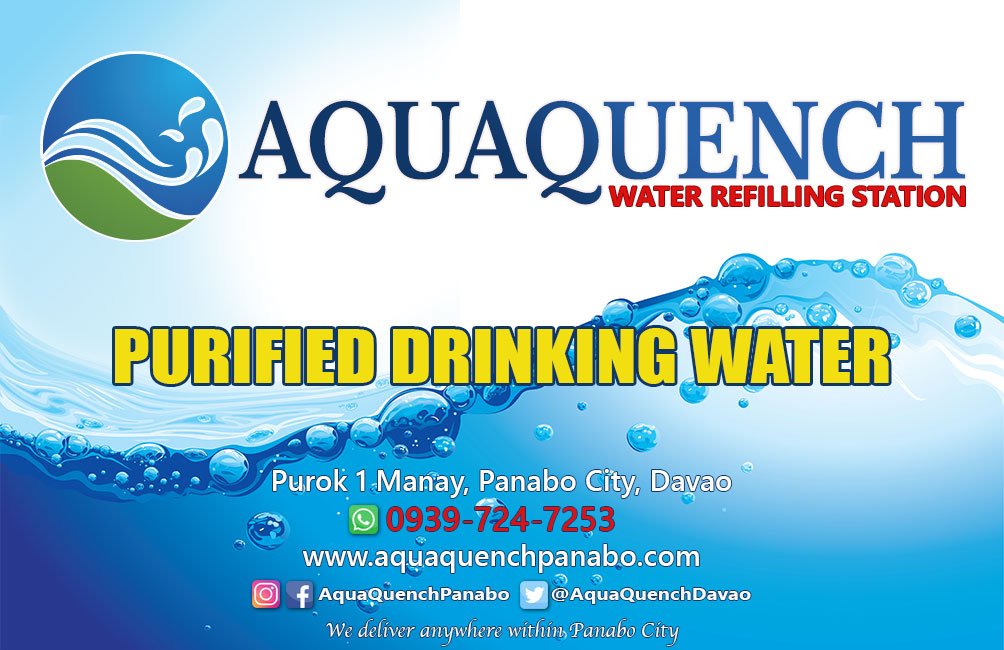 AQUAQUENCH
WATER REFILLING STATION
PURIFIED DRINKING WATER
Purok 1 Manay, Panabo City, Davao
0939-724-7253
www.aquaquenchpanabo.com
AquaQuenchPanabo @AquaQuenchDavao
We deliver anywhere within Panabo City